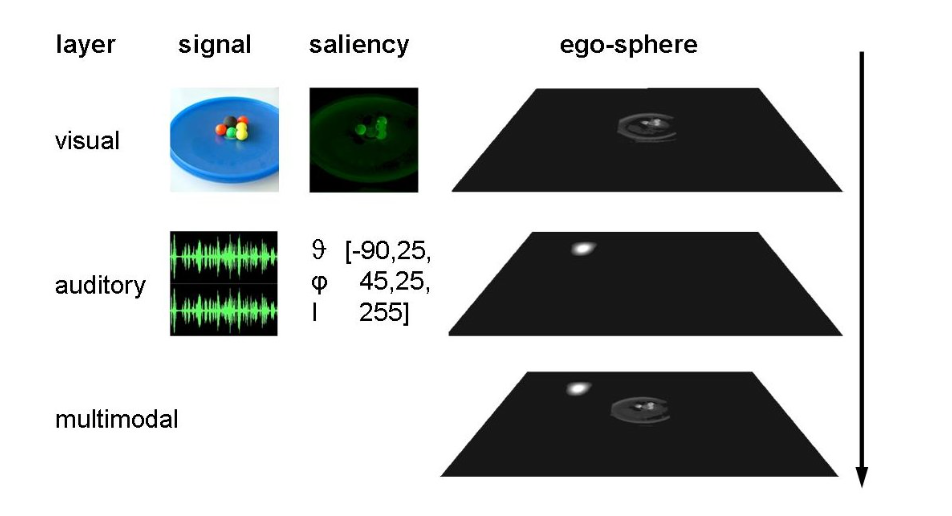 layer signal saliency ego-sphere
visual
auditory
ϑ [-90,25,
φ 45,25,
I 255]
multimodal